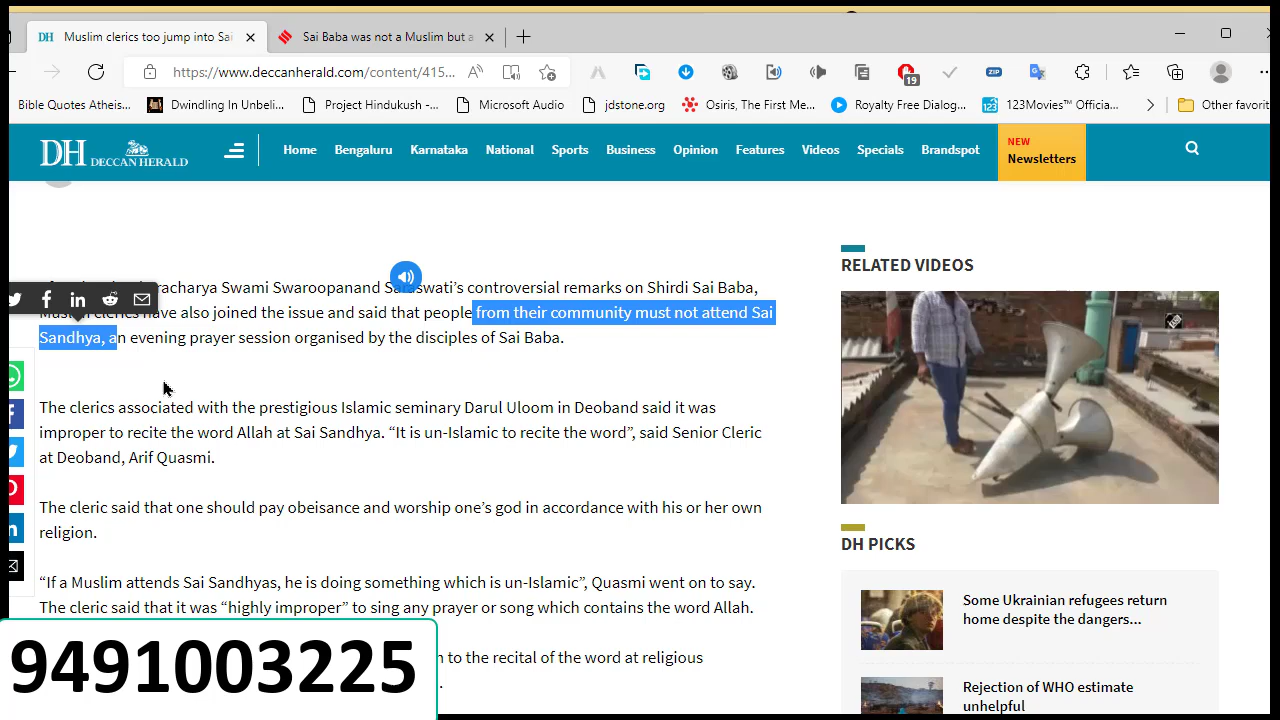 DH Muslim clerics too jump into Sai
Sai Baba was not a Muslim but a
https://www.deccanherald.com/content/415...
19
ZIP
Bible Quotes Atheis...
Dwindling In Unbeli...
Project Hindukush -...
Microsoft Audio
jdstone.org
Osiris, The First Me...
Royalty Free Dialog...
123
123Movies™ Officia...
Other favorit
DH DECCAN HERALD
Home
Bengaluru
Karnataka
National
Sports
Business
Opinion
Features
Videos
Specials
Brandspot
NEW
Newsletters
Swami Swaroopanand Saraswati’s controversial remarks on Shirdi Sai Baba,
have also joined the issue and said that people from their community must not attend Sai
Sandhya, an evening prayer session organised by the disciples of Sai Baba.
The clerics associated with the prestigious Islamic seminary Darul Uloom in Deoband said it was
improper to recite the word Allah at Sai Sandhya. “It is un-Islamic to recite the word”, said Senior Cleric
at Deoband, Arif Quasmi.
The cleric said that one should pay obeisance and worship one’s god in accordance with his or her own
religion.
“If a Muslim attends Sai Sandhyas, he is doing something which is un-Islamic”, Quasmi went on to say.
The cleric said that it was “highly improper” to sing any prayer or song which contains the word Allah.
to the recital of the word at religious
9491003225
RELATED VIDEOS
DH PICKS
Some Ukrainian refugees return
home despite the dangers...
Rejection of WHO estimate
unhelpful